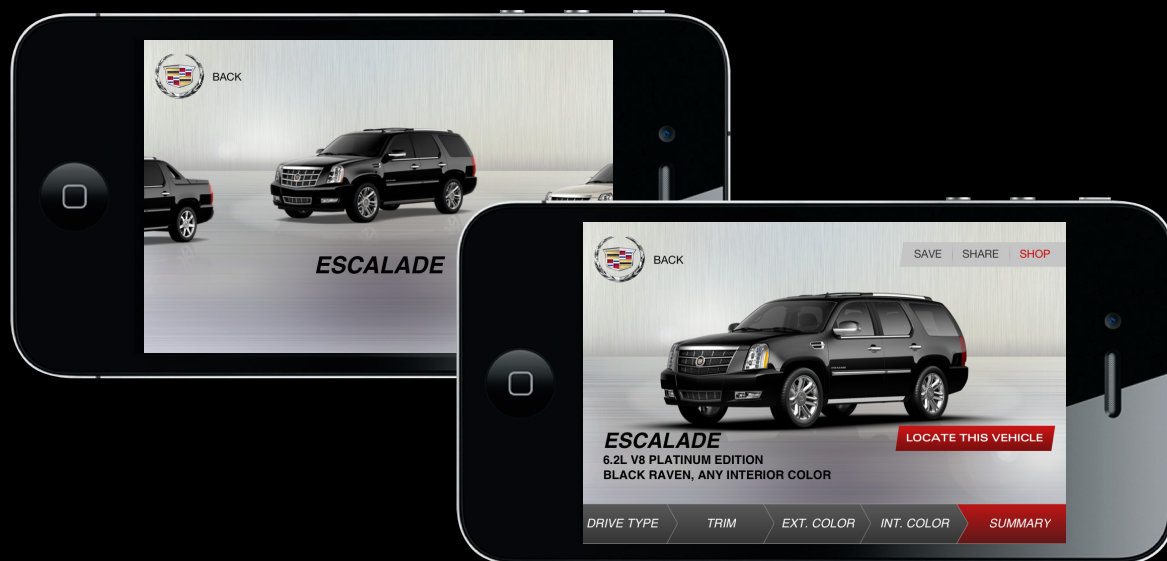 BACK
ESCALADE
BACK
SAVE | SHARE | SHOP
ESCALADE
6.2L V8 PLATINUM EDITION
BLACK RAVEN, ANY INTERIOR COLOR
LOCATE THIS VEHICLE
DRIVE TYPE TRIM EXT. COLOR INT. COLOR SUMMARY